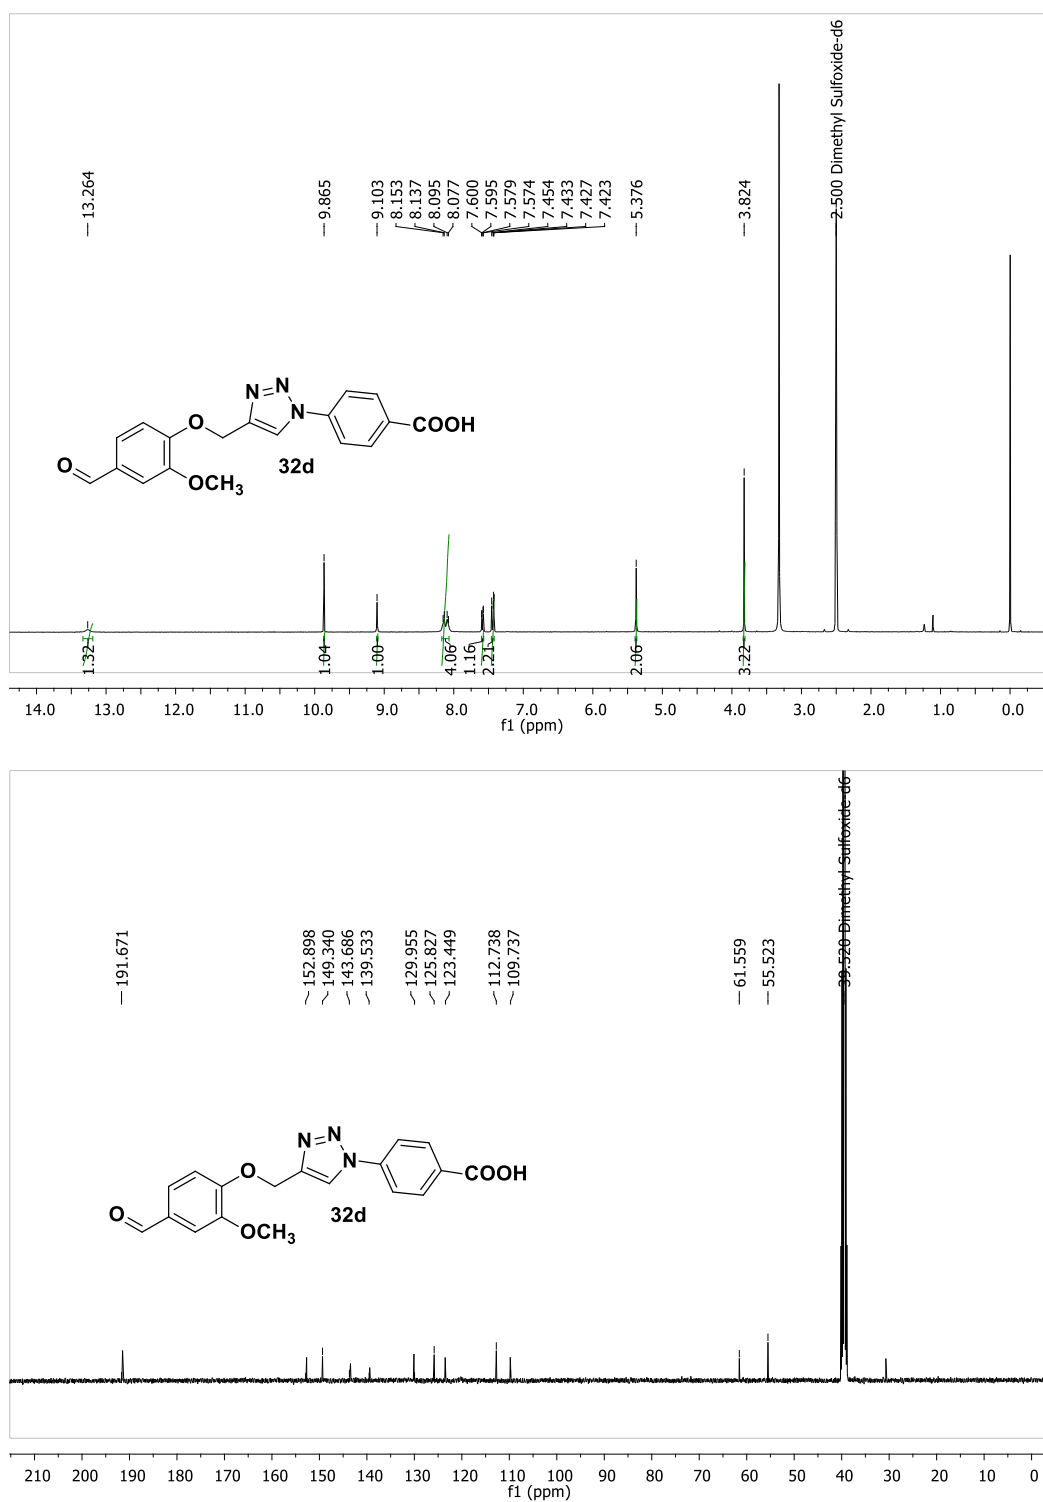 13.264
9.865
9.103
8.153
8.137
8.095
8.077
7.600
7.595
7.579
7.574
7.454
7.433
7.427
7.423
5.376
3.824
2.500 Dimethyl Sulfoxide-d6
N=N
N
O
COOH
32d
O
OCH3
1.32
1.04
1.00
4.06
1.16
2.21
2.06
3.22
14.0 13.0 12.0 11.0 10.0 9.0 8.0 7.0 6.0 5.0 4.0 3.0 2.0 1.0 0.0
f1 (ppm)
191.671
152.898
149.340
143.686
139.533
129.955
125.827
123.449
112.738
109.737
61.559
55.523
39.520 Dimethyl Sulfoxide-d6
N=N
N
O
COOH
32d
O
OCH3
210 200 190 180 170 160 150 140 130 120 110 100 90 80 70 60 50 40 30 20 10 0
f1 (ppm)